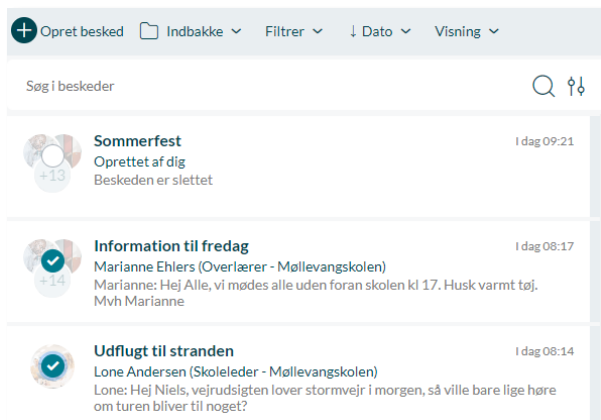 Opret besked Indbakke Filtrer ↓ Dato Visning
Søg i beskeder
Sommerfest I dag 09:21
Oprettet af dig
+13
Beskeden er slettet
Information til fredag I dag 08:17
Marianne Ehlers (Overlærer - Møllevangskolen)
+14
Marianne: Hej Alle, vi mødes alle uden foran skolen kl 17. Husk varmt tøj.
Mvh Marianne
Udflugt til stranden I dag 08:14
Lone Andersen (Skoleleder - Møllevangskolen)
Lone: Hej Niels, vejrudsigten lover stormvejr i morgen, så ville bare lige høre
om turen bliver til noget?